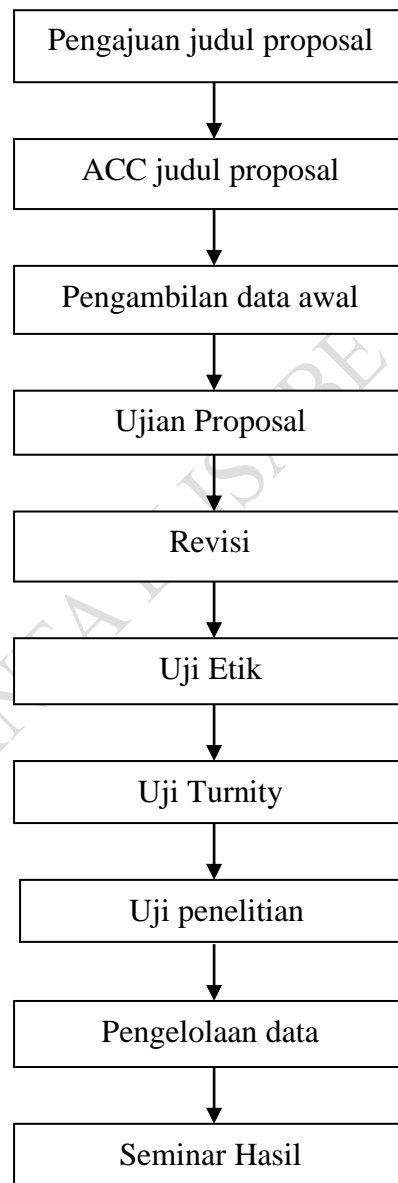 Pengajuan judul proposal
ACC judul proposal
Pengambilan data awal
Ujian Proposal
Revisi
Uji Etik
Uji Turnity
Uji penelitian
Pengelolaan data
Seminar Hasil